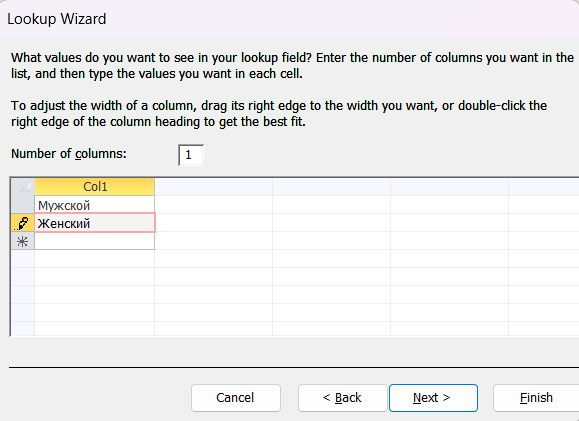 Lookup Wizard
What values do you want to see in your lookup field? Enter the number of columns you want in the
list, and then type the values you want in each cell.
To adjust the width of a column, drag its right edge to the width you want, or double-click the
right edge of the column heading to get the best fit.
Number of columns: 1
Col1
Мужской
Женский
Cancel < Back Next > Finish